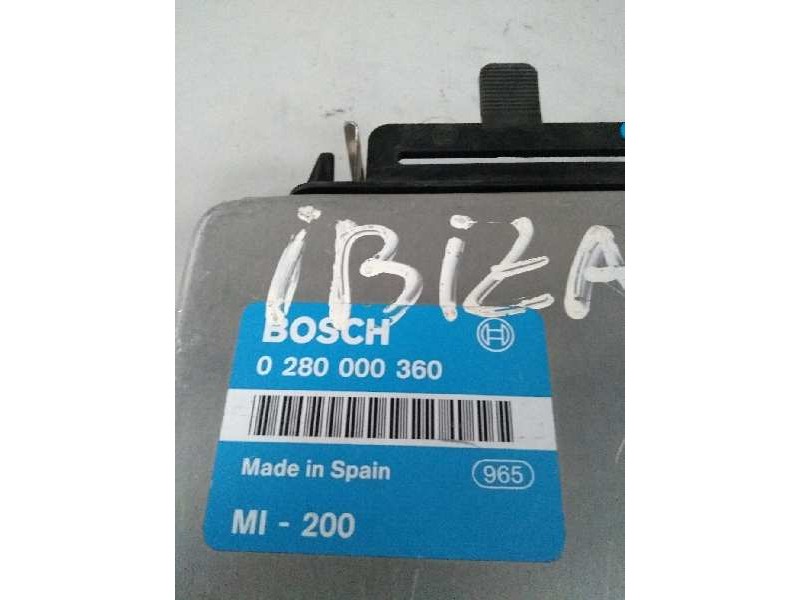 iBiZA
BOSCH
0 280 000 360
Made in Spain
965
MI - 200